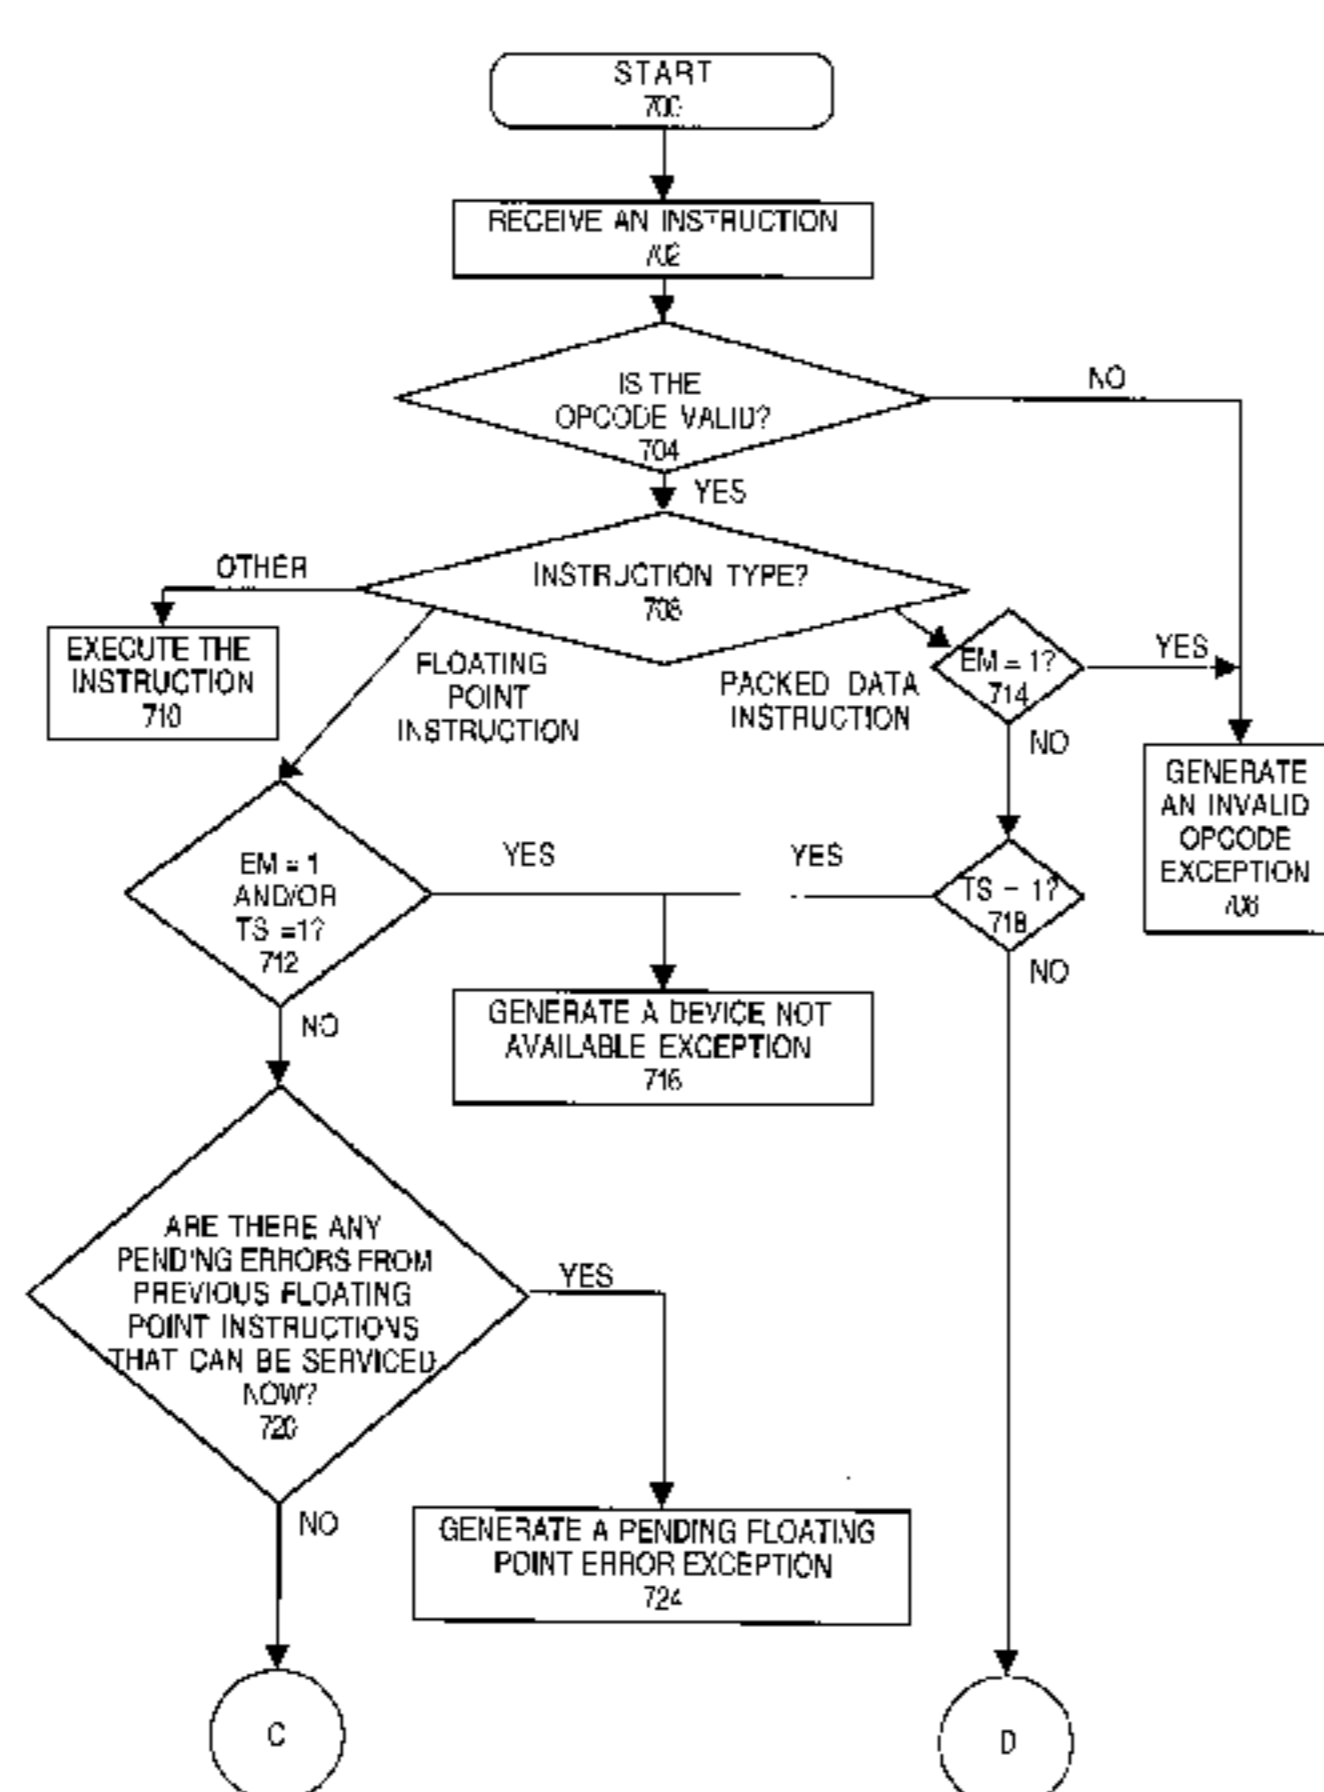 START
700
RECEIVE AN INSTRUCTION
702
IS THE
OPCODE VALID?
704
NO
YES
OTHER
INSTRUCTION TYPE?
708
EXECUTE THE
INSTRUCTION
710
FLOATING
POINT
INSTRUCTION
PACKED DATA
INSTRUCTION
EM = 1?
714
YES
NO
GENERATE
AN INVALID
OPCODE
EXCEPTION
706
EM = 1
AND/OR
TS =1?
712
YES
YES
TS = 1?
718
NO
NO
GENERATE A DEVICE NOT
AVAILABLE EXCEPTION
716
ARE THERE ANY
PENDING ERRORS FROM
PREVIOUS FLOATING
POINT INSTRUCTIONS
THAT CAN BE SERVICED
NOW?
720
YES
NO
GENERATE A PENDING FLOATING
POINT ERROR EXCEPTION
724
C
D